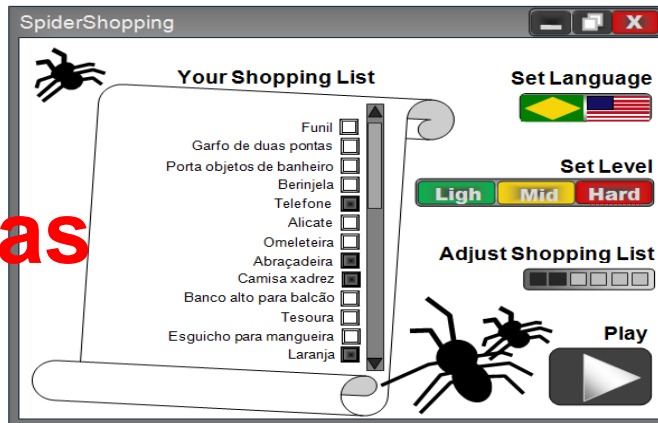 SpiderShopping
Your Shopping List
Funil
Garfo de duas pontas
Porta objetos de banheiro
Berinjela
Telefone
Alicate
Omeleteira
Abraçadeira
Camisa xadrez
Banco alto para balcão
Tesoura
Esguicho para mangueira
Laranja
as
Set Language
Set Level
Ligh Mid Hard
Adjust Shopping List
Play